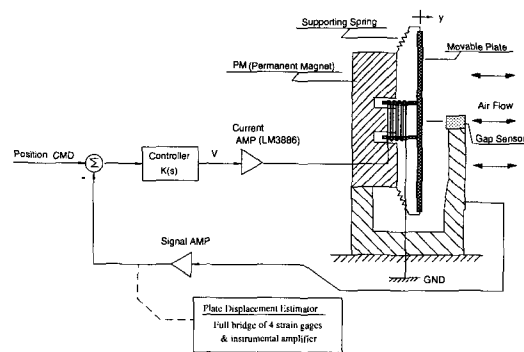 Supporting Spring
y
Movable Plate
PM (Permanent Magnet)
Air Flow
Gap Sensor
Current
AMP (LM3886)
Position CMD
Σ
Controller
K(s)
V
-
Signal AMP
GND
Plate Displacement Estimator
Full bridge of 4 strain gages
& instrumental amplifier